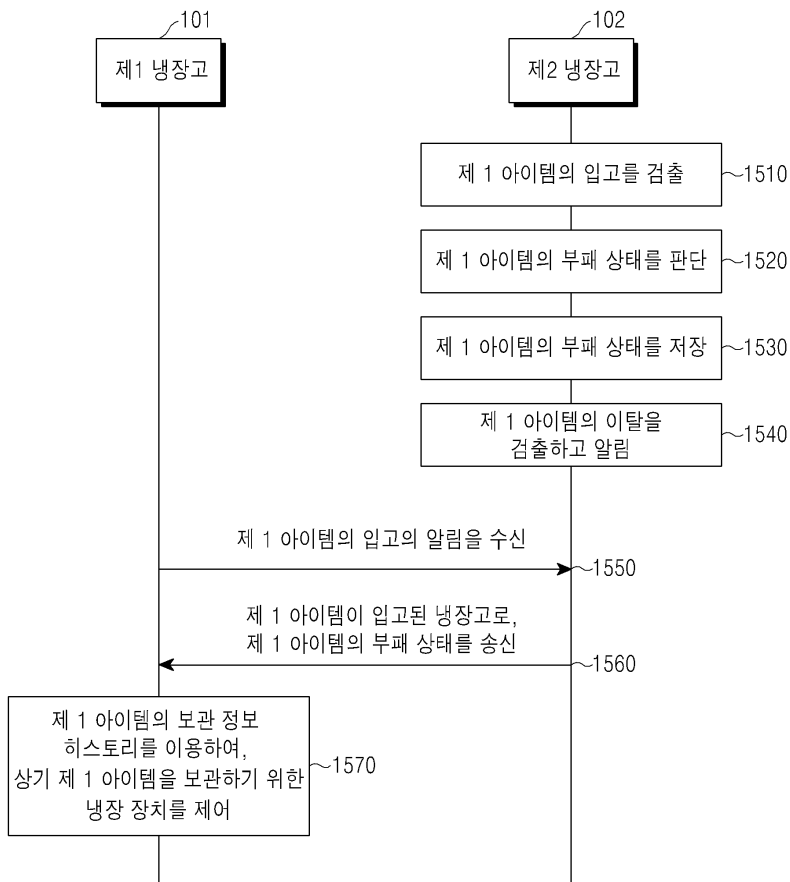 101
제1 냉장고
102
제2 냉장고
제 1 아이템의 입고를 검출
1510
제 1 아이템의 부패 상태를 판단
1520
제 1 아이템의 부패 상태를 저장
1530
제 1 아이템의 이탈을
검출하고 알림
1540
제 1 아이템의 입고의 알림을 수신
1550
제 1 아이템이 입고된 냉장고로,
제 1 아이템의 부패 상태를 송신
1560
제 1 아이템의 보관 정보
히스토리를 이용하여,
상기 제 1 아이템을 보관하기 위한
냉장 장치를 제어
1570